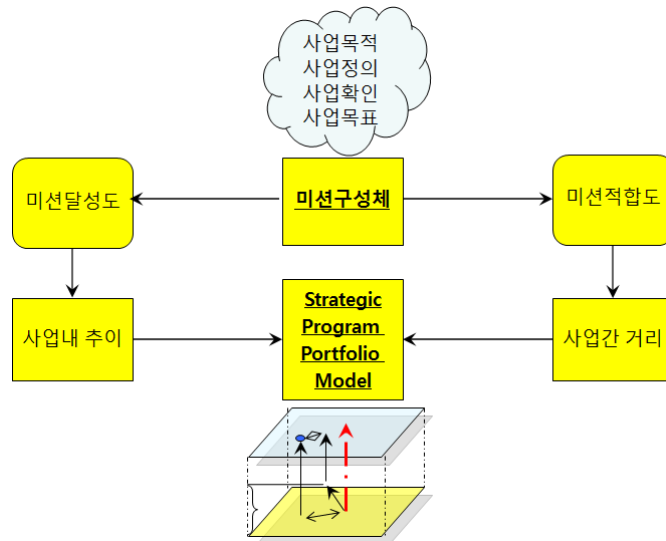 사업목적
사업정의
사업확인
사업목표
미션달성도
미션구성체
미션적합도
사업내 추이
Strategic
Program
Portfolio
Model
사업간 거리